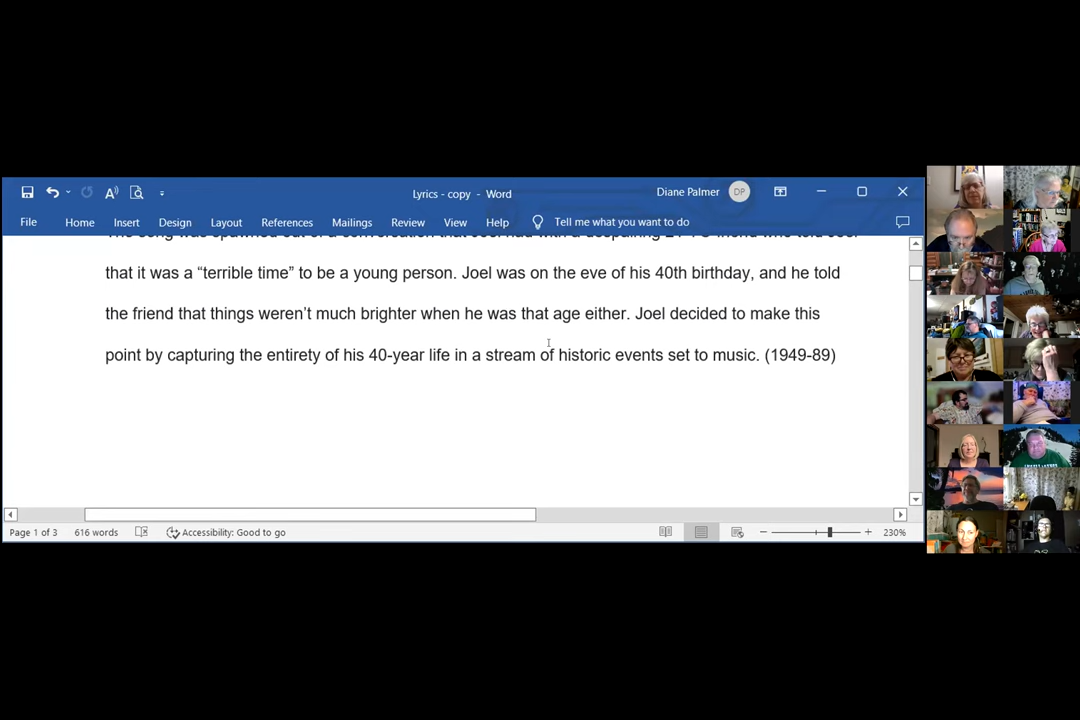 Lyrics - copy - Word
Diane Palmer DP
File Home Insert Design Layout References Mailings Review View Help Tell me what you want to do
that it was a “terrible time” to be a young person. Joel was on the eve of his 40th birthday, and he told
the friend that things weren’t much brighter when he was that age either. Joel decided to make this
point by capturing the entirety of his 40-year life in a stream of historic events set to music. (1949-89)
Page 1 of 3 616 words Accessibility: Good to go 230%